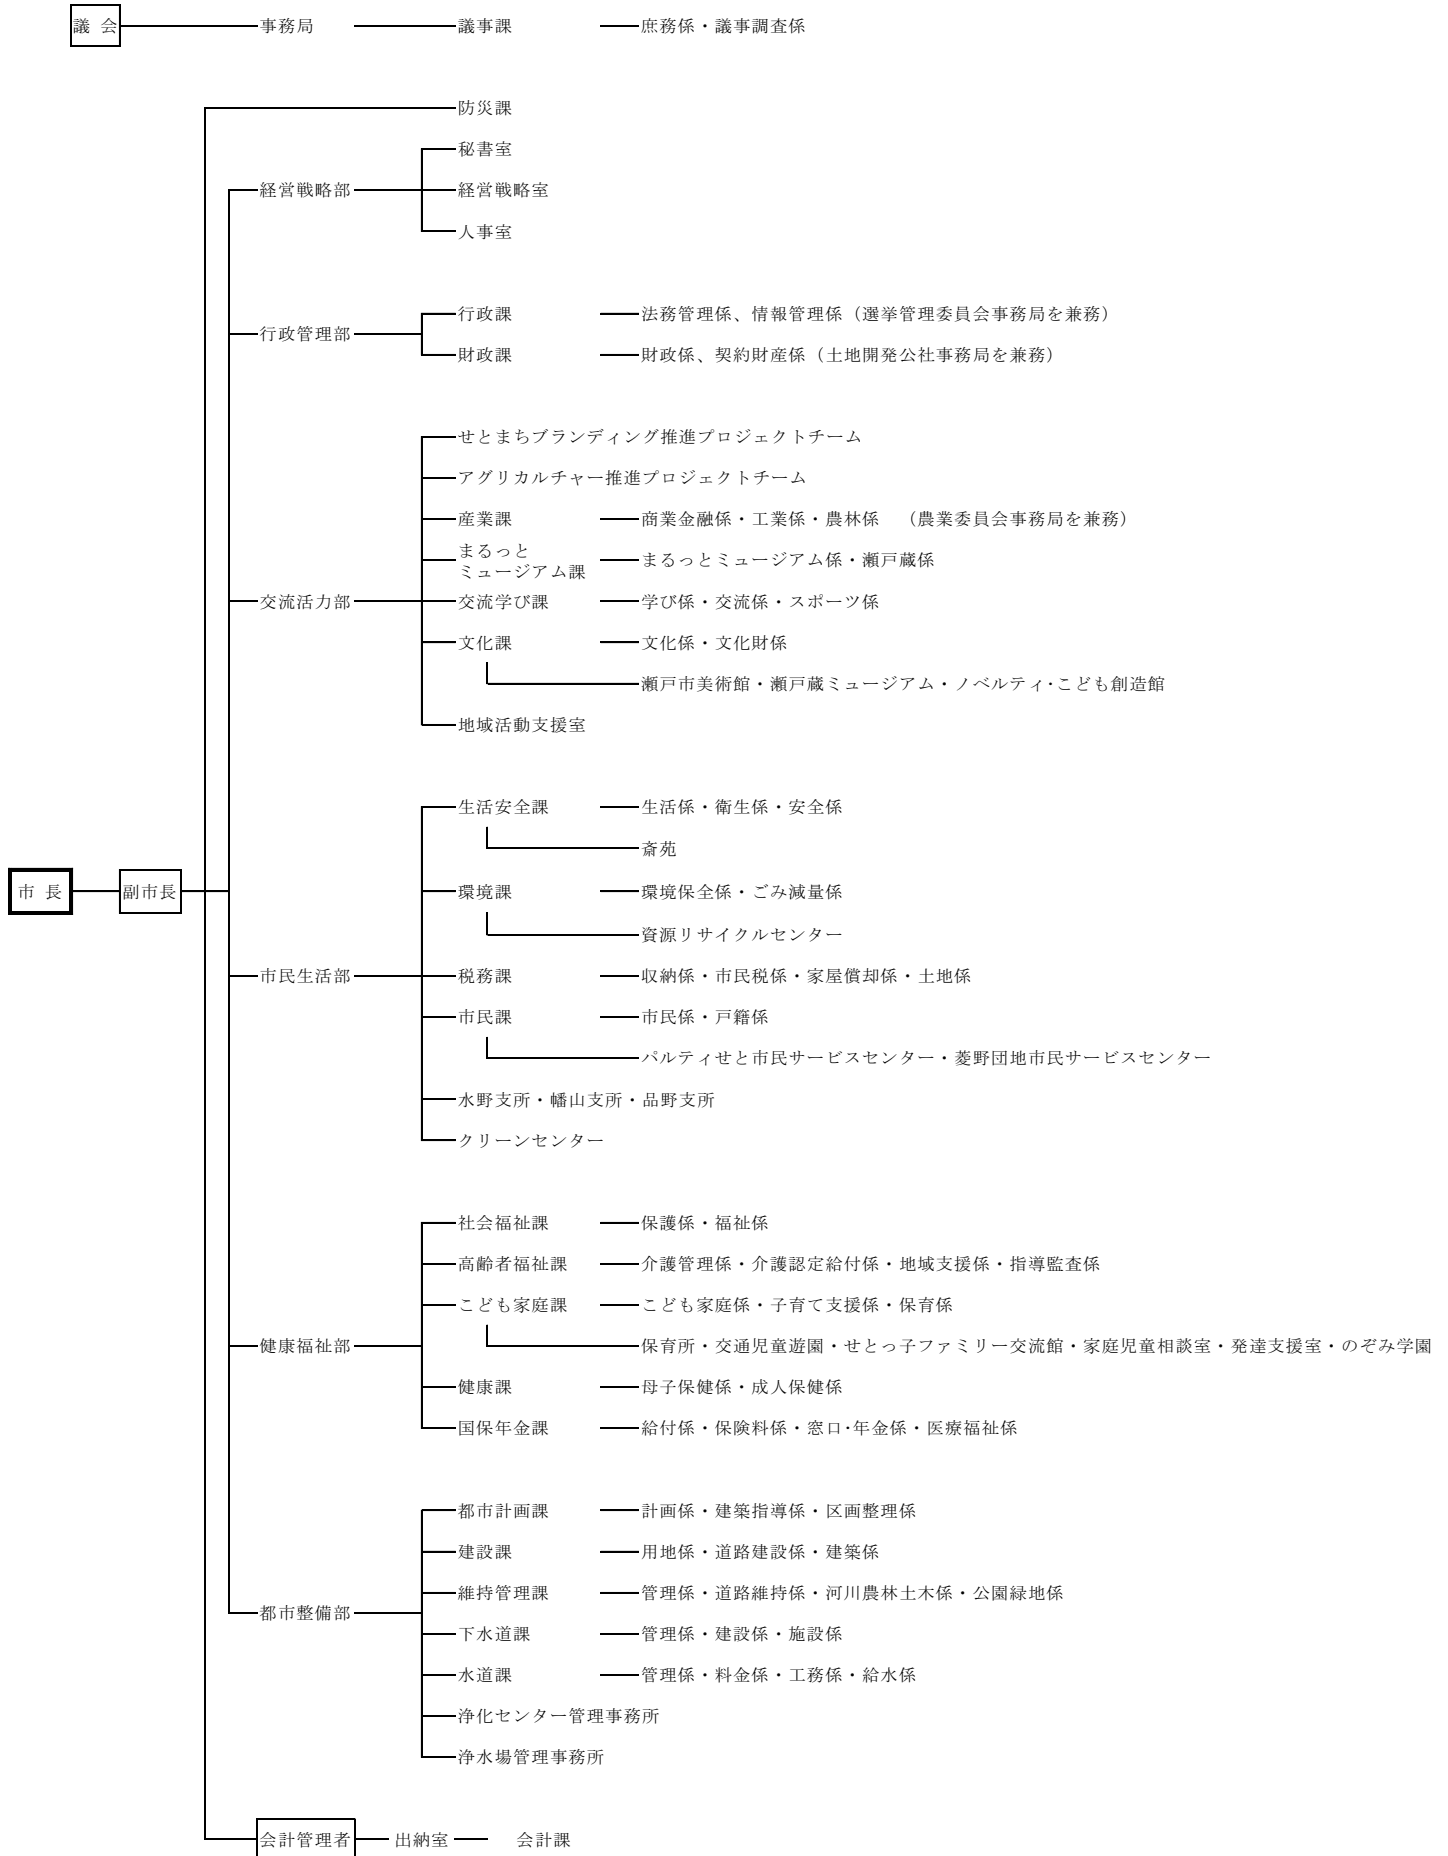 議 会 事務局 議事課 庶務係・議事調査係
防災課
秘書室
経営戦略部 経営戦略室
人事室
行政課 法務管理係、情報管理係（選挙管理委員会事務局を兼務）
行政管理部
財政課 財政係、契約財産係（土地開発公社事務局を兼務）
せとまちブランディング推進プロジェクトチーム
アグリカルチャー推進プロジェクトチーム
産業課 商業金融係・工業係・農林係 （農業委員会事務局を兼務）
まるっと
ミュージアム課 まるっとミュージアム係・瀬戸蔵係
交流活力部 交流学び課 学び係・交流係・スポーツ係
文化課 文化係・文化財係
瀬戸市美術館・瀬戸蔵ミュージアム・ノベルティ･こども創造館
地域活動支援室
生活安全課 生活係・衛生係・安全係
斎苑
市 長 副市長 環境課 環境保全係・ごみ減量係
資源リサイクルセンター
市民生活部 税務課 収納係・市民税係・家屋償却係・土地係
市民課 市民係・戸籍係
パルティせと市民サービスセンター・菱野団地市民サービスセンター
水野支所・幡山支所・品野支所
クリーンセンター
社会福祉課 保護係・福祉係
高齢者福祉課 介護管理係・介護認定給付係・地域支援係・指導監査係
こども家庭課 こども家庭係・子育て支援係・保育係
健康福祉部 保育所・交通児童遊園・せとっ子ファミリー交流館・家庭児童相談室・発達支援室・のぞみ学園
健康課 母子保健係・成人保健係
国保年金課 給付係・保険料係・窓口･年金係・医療福祉係
都市計画課 計画係・建築指導係・区画整理係
建設課 用地係・道路建設係・建築係
維持管理課 管理係・道路維持係・河川農林土木係・公園緑地係
都市整備部
下水道課 管理係・建設係・施設係
水道課 管理係・料金係・工務係・給水係
浄化センター管理事務所
浄水場管理事務所
会計管理者 出納室 会計課